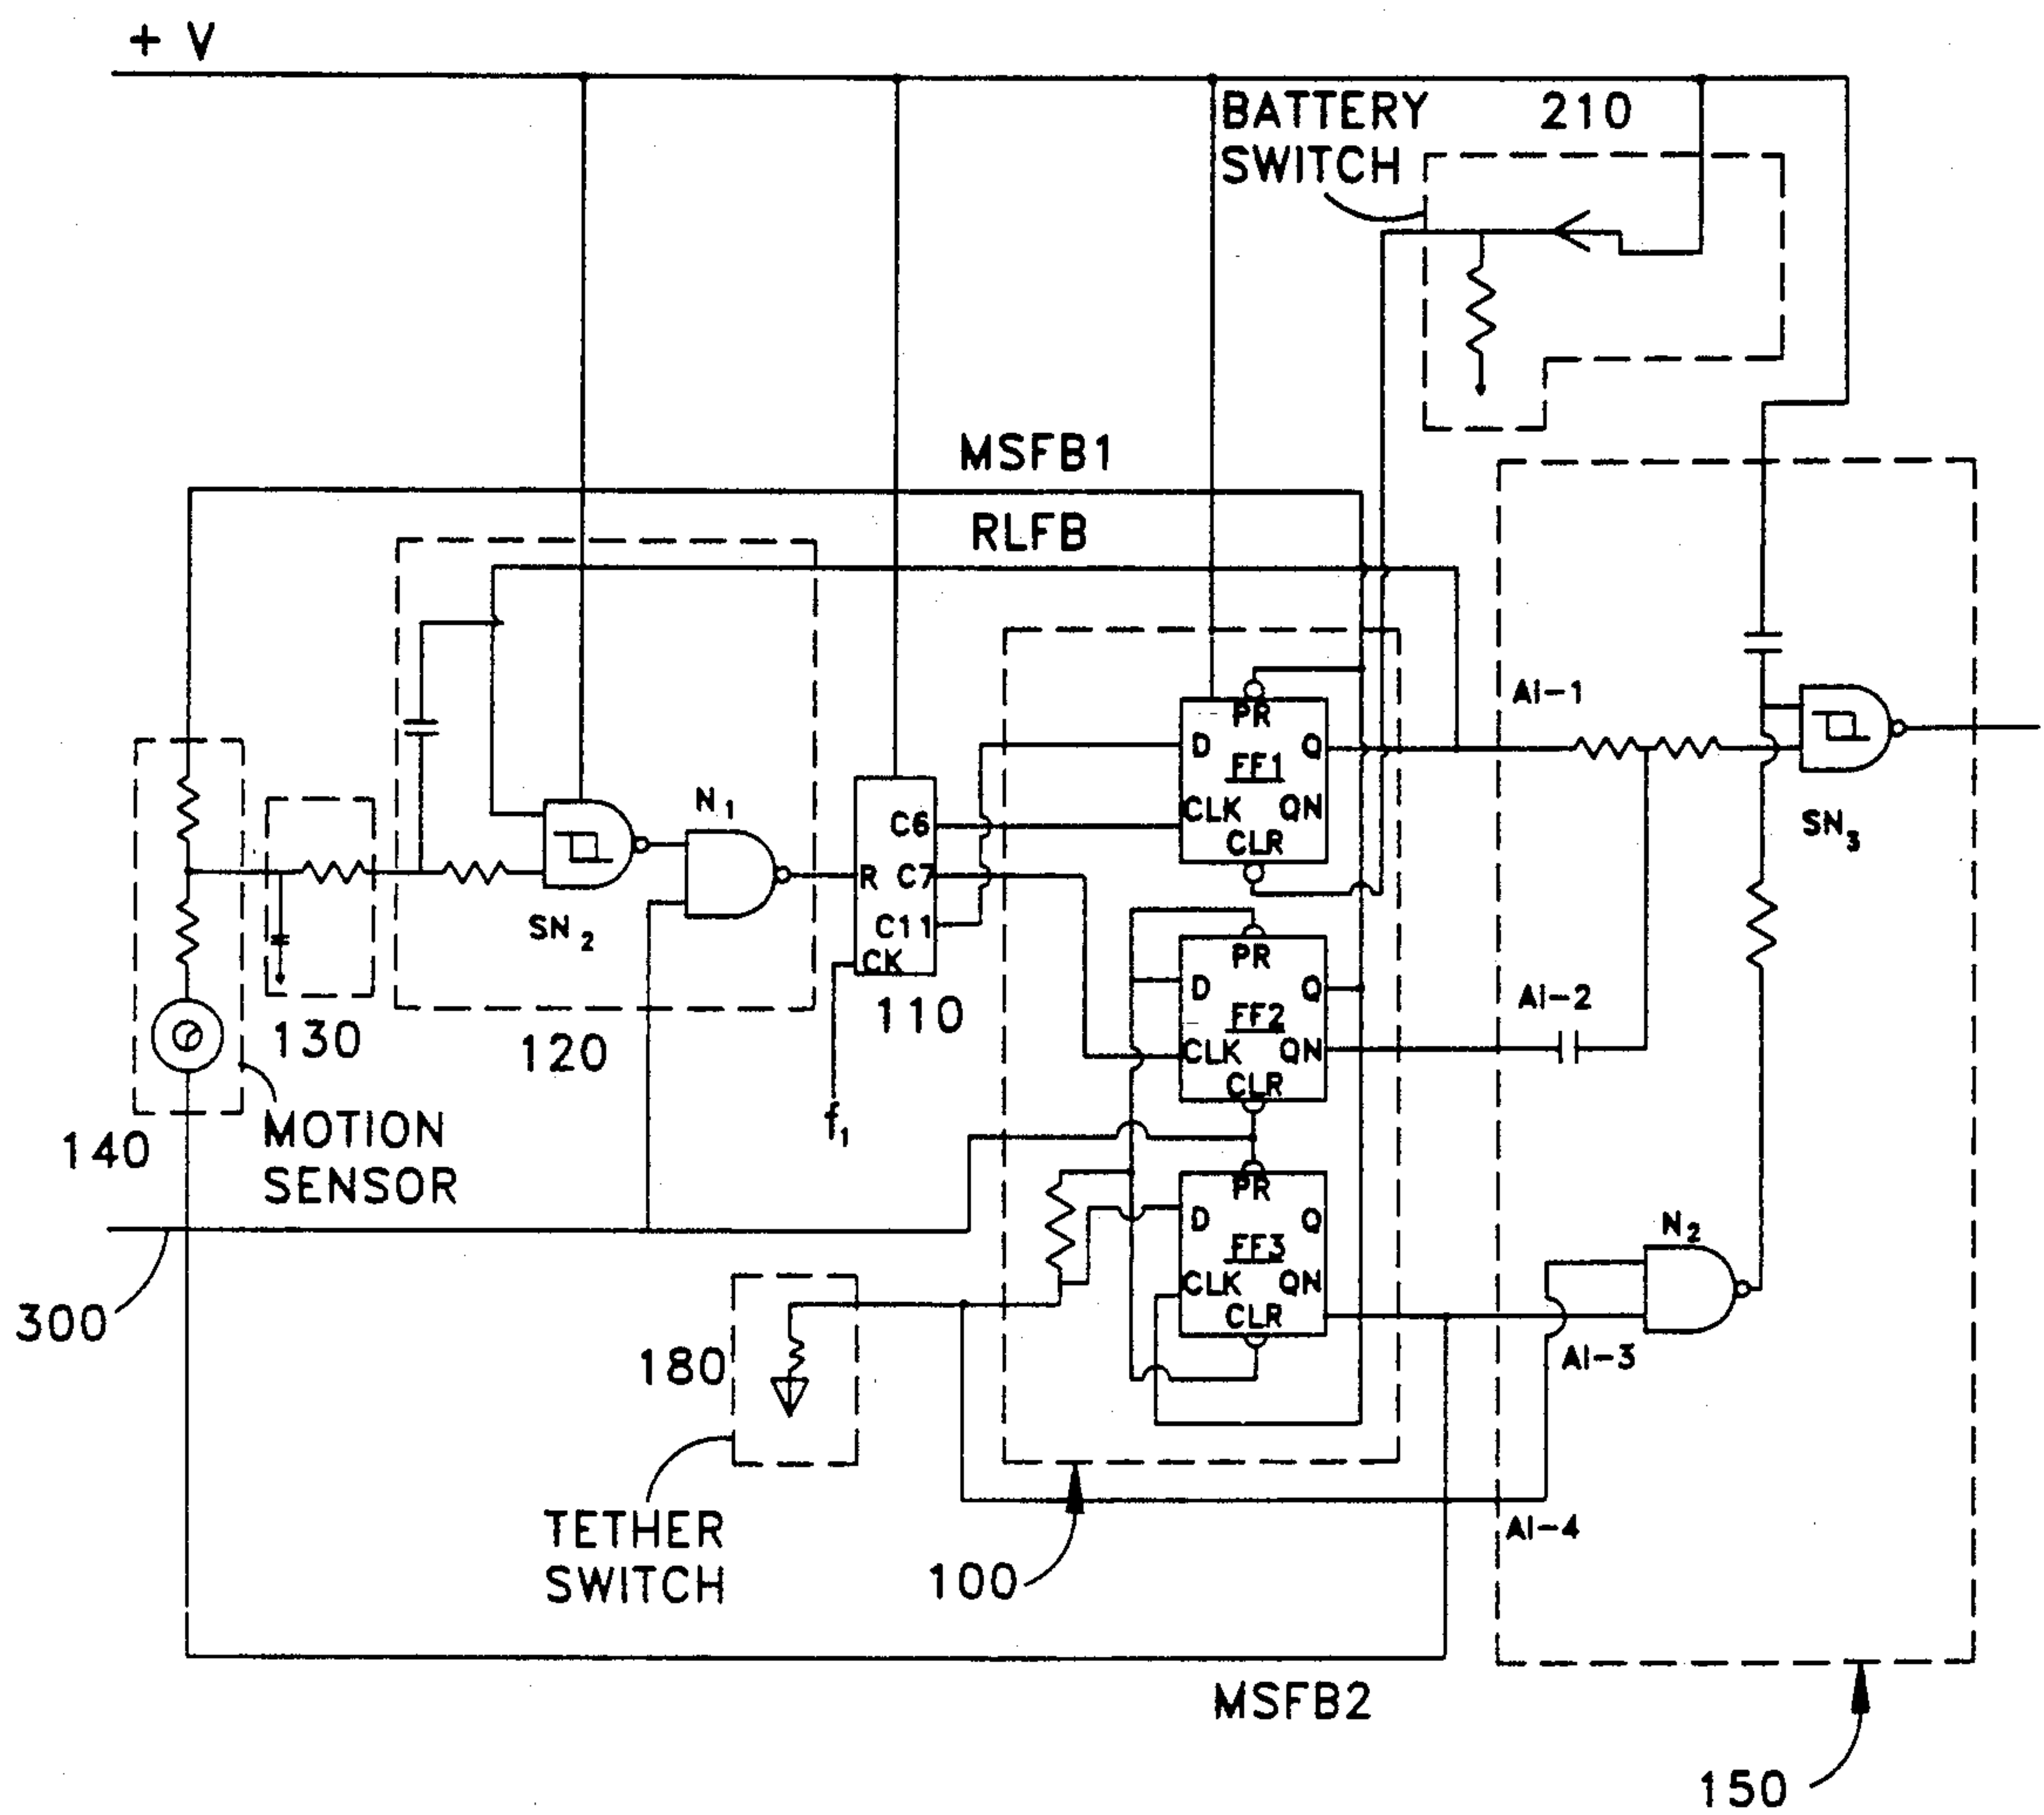 + V
BATTERY 210
SWITCH
MSFB1
RLFB
AI-1
PR
D Q
FF1
CLK QN
CLR
N1
C6
R C7
C11
CK
SN2
SN3
110
130
120
PR
D Q
FF2
CLK QN
CLR
AI-2
f1
140
MOTION
SENSOR
PR
D Q
FF3
CLK QN
CLR
N2
300
180
AI-3
TETHER
SWITCH
100
AI-4
MSFB2
150